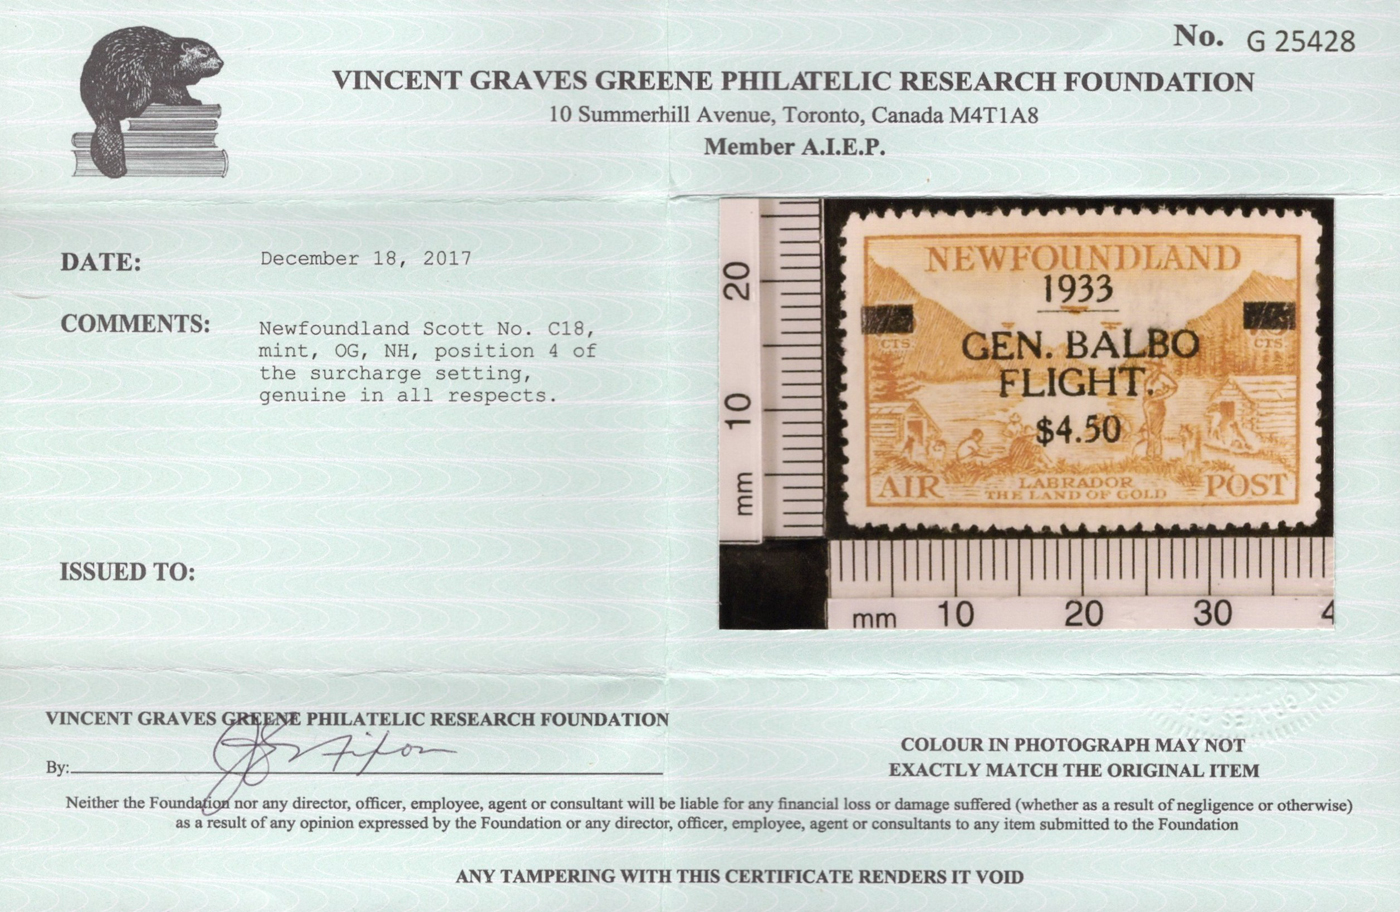 No. G 25428
VINCENT GRAVES GREENE PHILATELIC RESEARCH FOUNDATION
10 Summerhill Avenue, Toronto, Canada M4T1A8
Member A.I.E.P.
DATE: December 18, 2017
COMMENTS: Newfoundland Scott No. C18,
mint, OG, NH, position 4 of
the surcharge setting,
genuine in all respects.
ISSUED TO:
20
10
mm
NEWFOUNDLAND
1933
CTS CTS
GEN. BALBO
FLIGHT.
$4.50
AIR LABRADOR POST
THE LAND OF GOLD
mm 10 20 30 4
VINCENT GRAVES GREENE PHILATELIC RESEARCH FOUNDATION
By:
COLOUR IN PHOTOGRAPH MAY NOT
EXACTLY MATCH THE ORIGINAL ITEM
Neither the Foundation nor any director, officer, employee, agent or consultant will be liable for any financial loss or damage suffered (whether as a result of negligence or otherwise)
as a result of any opinion expressed by the Foundation or any director, officer, employee, agent or consultants to any item submitted to the Foundation
ANY TAMPERING WITH THIS CERTIFICATE RENDERS IT VOID